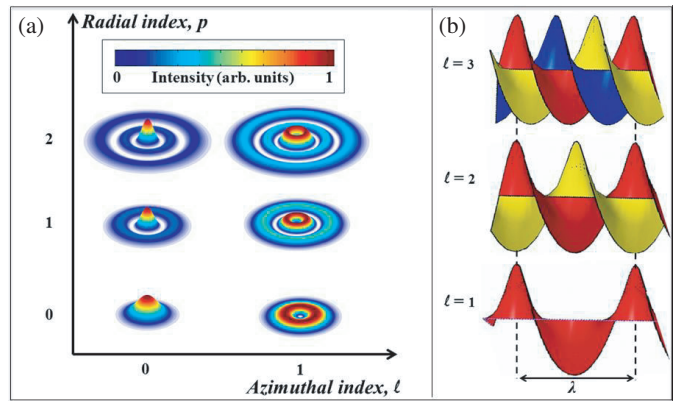 (a)
Radial index, p
0 Intensity (arb. units) 1
2
1
0
0 1
Azimuthal index, ℓ
(b)
ℓ = 3
ℓ = 2
ℓ = 1
λ